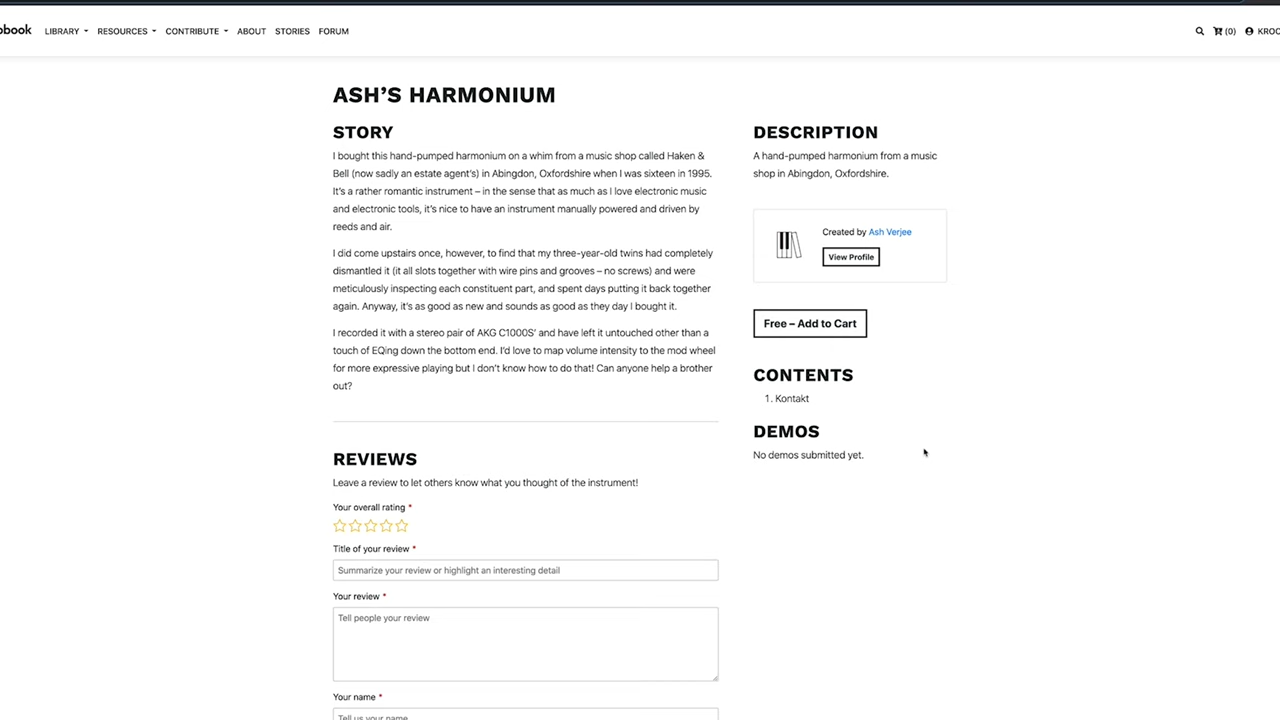 book
LIBRARY RESOURCES CONTRIBUTE ABOUT STORIES FORUM
(0) KROO
ASH'S HARMONIUM
STORY
I bought this hand-pumped harmonium on a whim from a music shop called Haken &
Bell (now sadly an estate agent's) in Abingdon, Oxfordshire when I was sixteen in 1995.
It's a rather romantic instrument – in the sense that as much as I love electronic music
and electronic tools, it's nice to have an instrument manually powered and driven by
reeds and air.
I did come upstairs once, however, to find that my three-year-old twins had completely
dismantled it (it all slots together with wire pins and grooves – no screws) and were
meticulously inspecting each constituent part, and spent days putting it back together
again. Anyway, it's as good as new and sounds as good as they day I bought it.
I recorded it with a stereo pair of AKG C1000S' and have left it untouched other than a
touch of EQing down the bottom end. I'd love to map volume intensity to the mod wheel
for more expressive playing but I don't know how to do that! Can anyone help a brother
out?
REVIEWS
Leave a review to let others know what you thought of the instrument!
Your overall rating *
Title of your review *
Summarize your review or highlight an interesting detail
Your review *
Tell people your review
Your name *
Tell us your name
DESCRIPTION
A hand-pumped harmonium from a music
shop in Abingdon, Oxfordshire.
Created by Ash Verjee
View Profile
Free – Add to Cart
CONTENTS
1. Kontakt
DEMOS
No demos submitted yet.